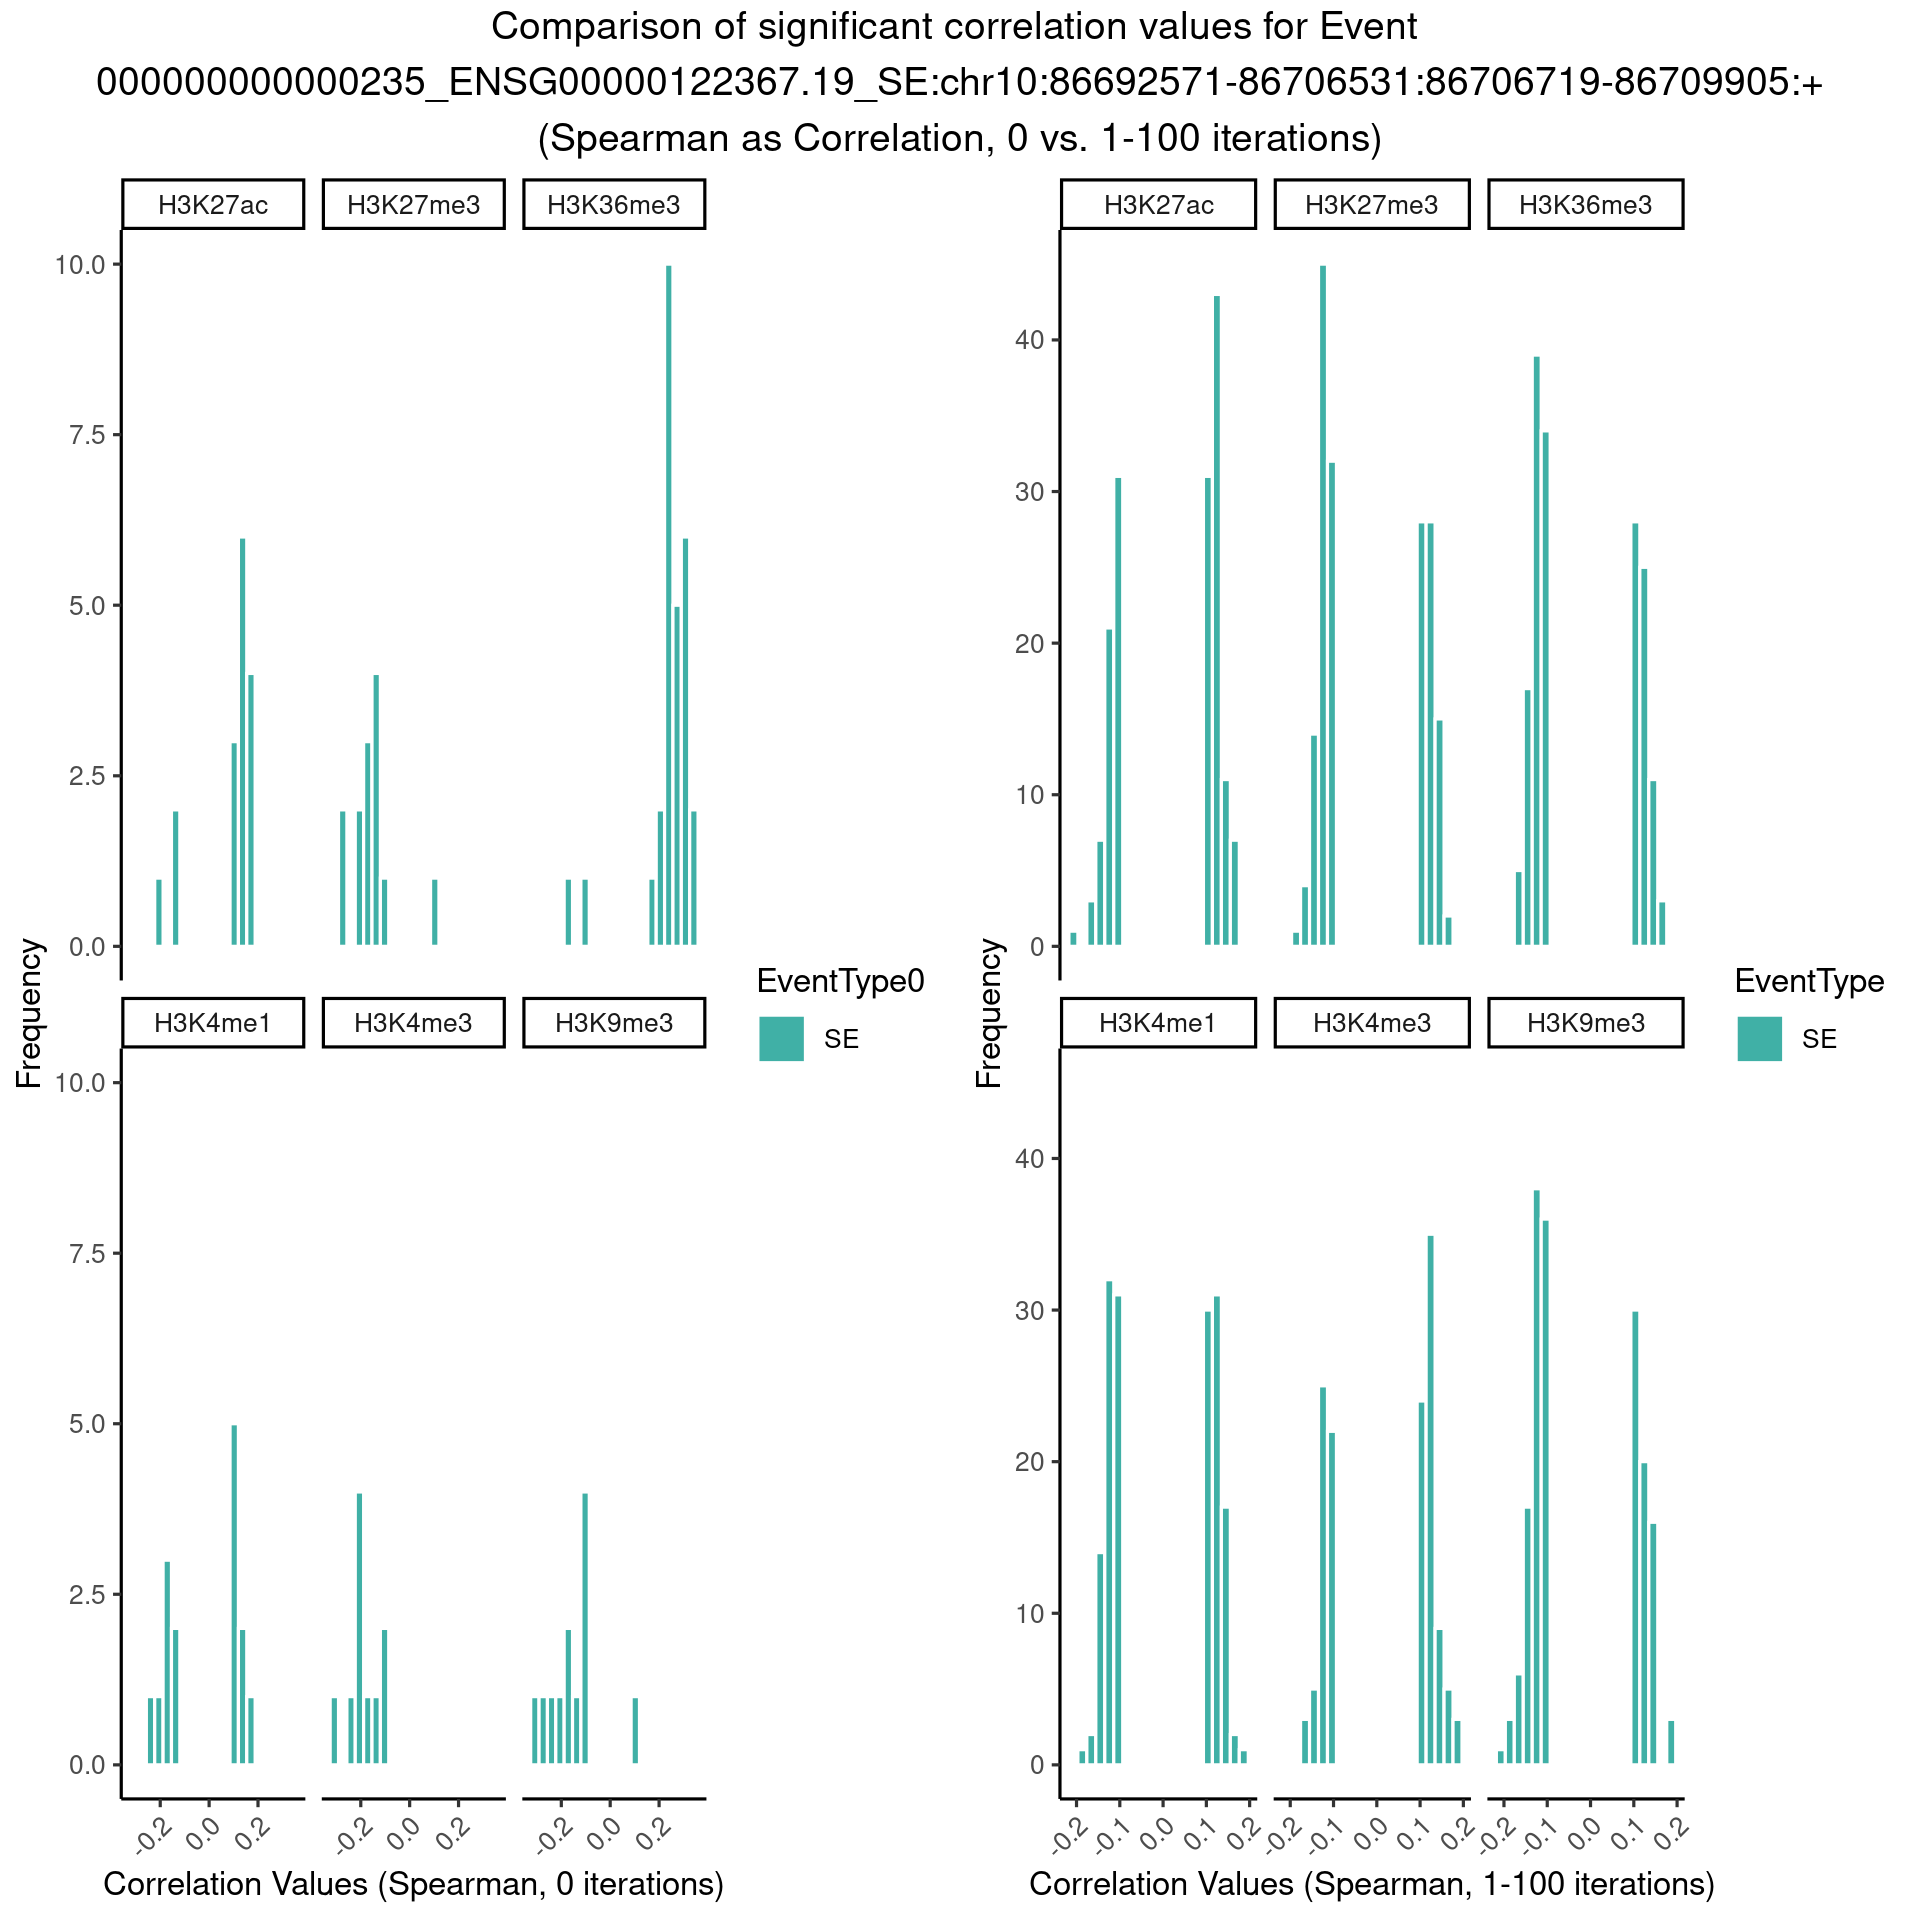 Comparison of significant correlation values for Event
000000000000235_ENSG00000122367.19_SE:chr10:86692571-86706531:86706719-86709905:+
(Spearman as Correlation, 0 vs. 1-100 iterations)
H3K27ac H3K27me3 H3K36me3
10.0
7.5
5.0
2.5
0.0
H3K4me1 H3K4me3 H3K9me3
10.0
7.5
5.0
2.5
0.0
Frequency
-0.2 0.0 0.2 -0.2 0.0 0.2 -0.2 0.0 0.2
Correlation Values (Spearman, 0 iterations)
EventType0
SE
H3K27ac H3K27me3 H3K36me3
40
30
20
10
0
H3K4me1 H3K4me3 H3K9me3
40
30
20
10
0
Frequency
-0.2 -0.1 0.0 0.1 0.2 -0.2 -0.1 0.0 0.1 0.2 -0.2 -0.1 0.0 0.1 0.2
Correlation Values (Spearman, 1-100 iterations)
EventType
SE